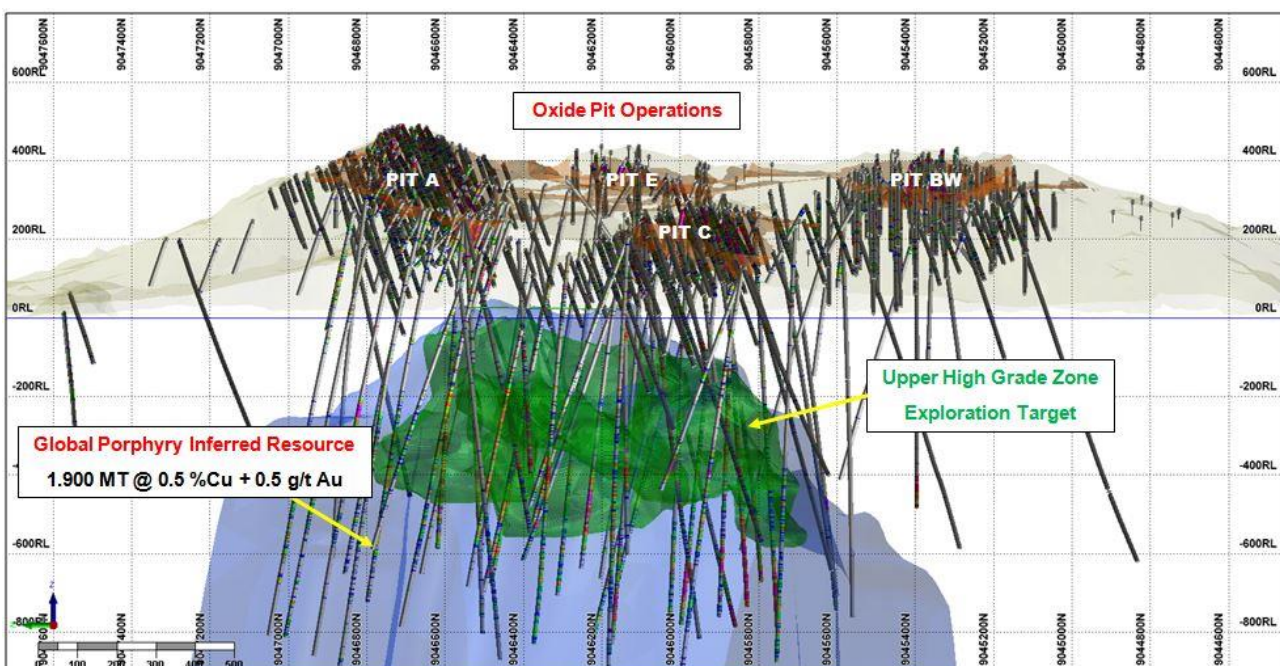 9047600N 9047400N 9047200N 9047000N 9046800N 9046600N 9046400N 9046200N 9046000N 9045800N 9045600N 9045400N 9045200N 9045000N 9044800N 9044600N
600RL 600RL
Oxide Pit Operations
400RL 400RL
PIT A PIT E PIT BW
200RL 200RL
PIT C
0RL 0RL
-200RL -200RL
Upper High Grade Zone
Exploration Target
Global Porphyry Inferred Resource
1.900 MT @ 0.5 %Cu + 0.5 g/t Au
-400RL
-600RL -600RL
-800RL -800RL
9047000N 9046800N 9046600N 9046400N 9046200N 9046000N 9045800N 9045600N 9045400N 9045200N 9045000N 9044800N 9044600N
0 100 200 300 400 500